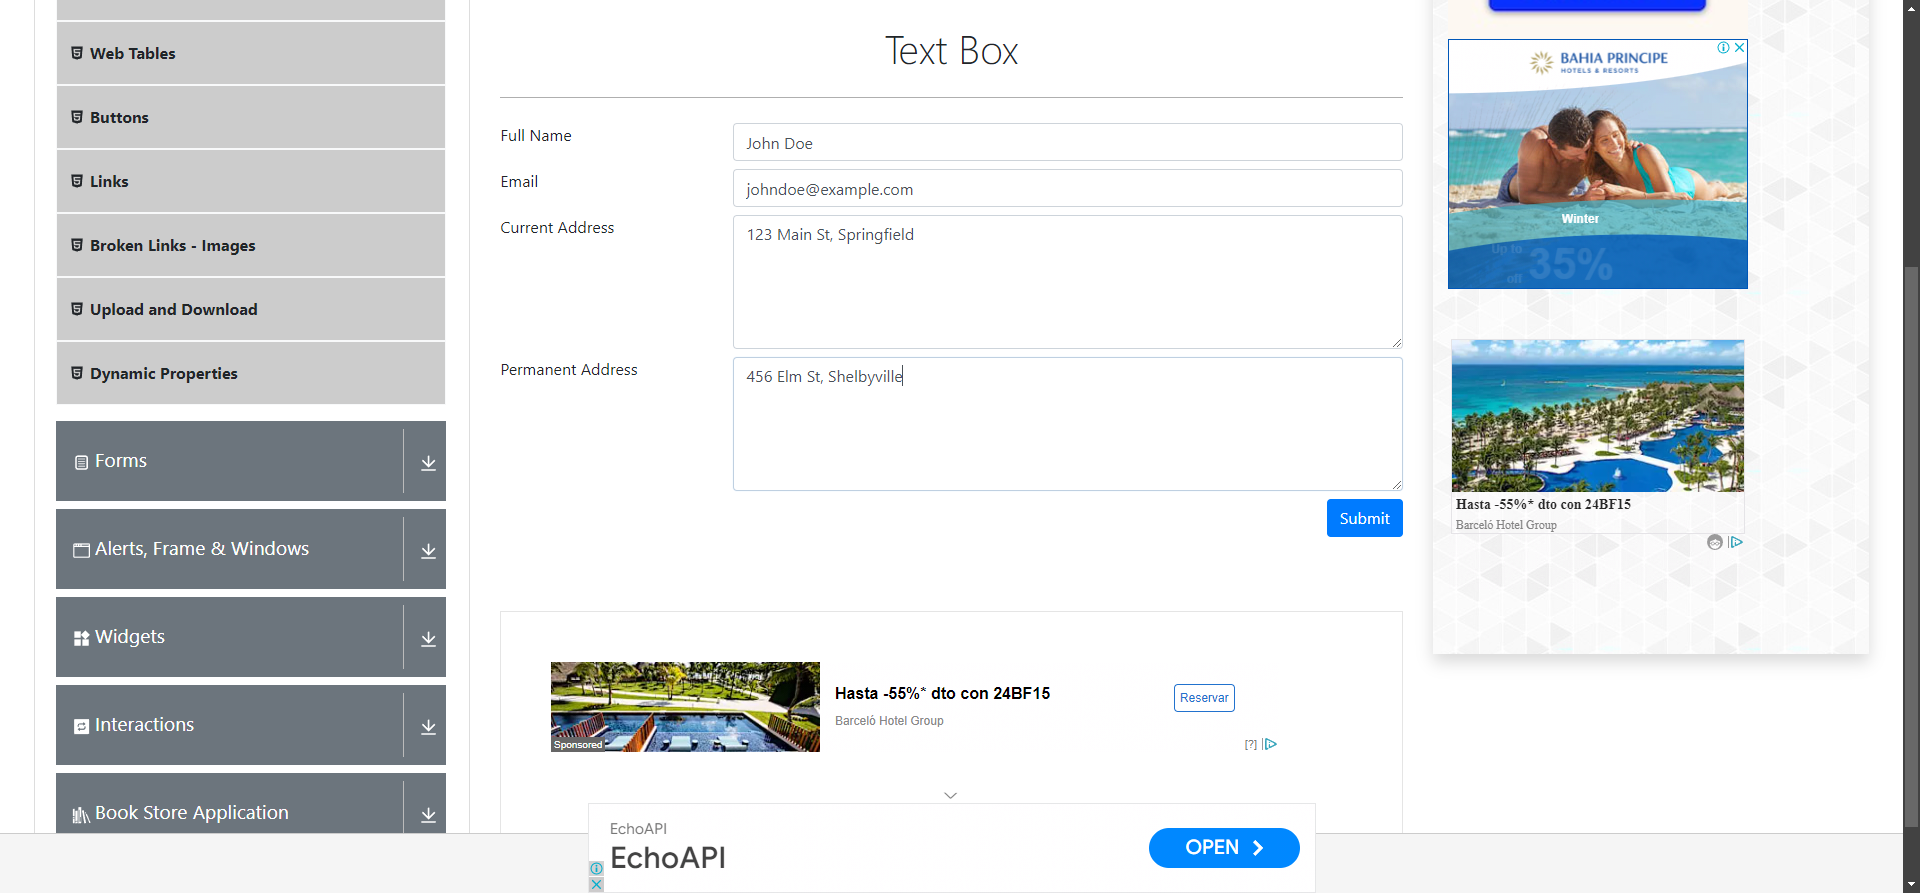 Web Tables
Buttons
Links
Broken Links - Images
Upload and Download
Dynamic Properties
Forms
Alerts, Frame & Windows
Widgets
Interactions
Book Store Application
Text Box
Full Name
John Doe
Email
johndoe@example.com
Current Address
123 Main St, Springfield
Permanent Address
456 Elm St, Shelbyville
Submit
Sponsored
Hasta -55%* dto con 24BF15
Barceló Hotel Group
Reservar
[?]
EchoAPI
EchoAPI
OPEN
BAHIA PRINCIPE
HOTELS & RESORTS
Winter
Up to
35%
off
Hasta -55%* dto con 24BF15
Barceló Hotel Group